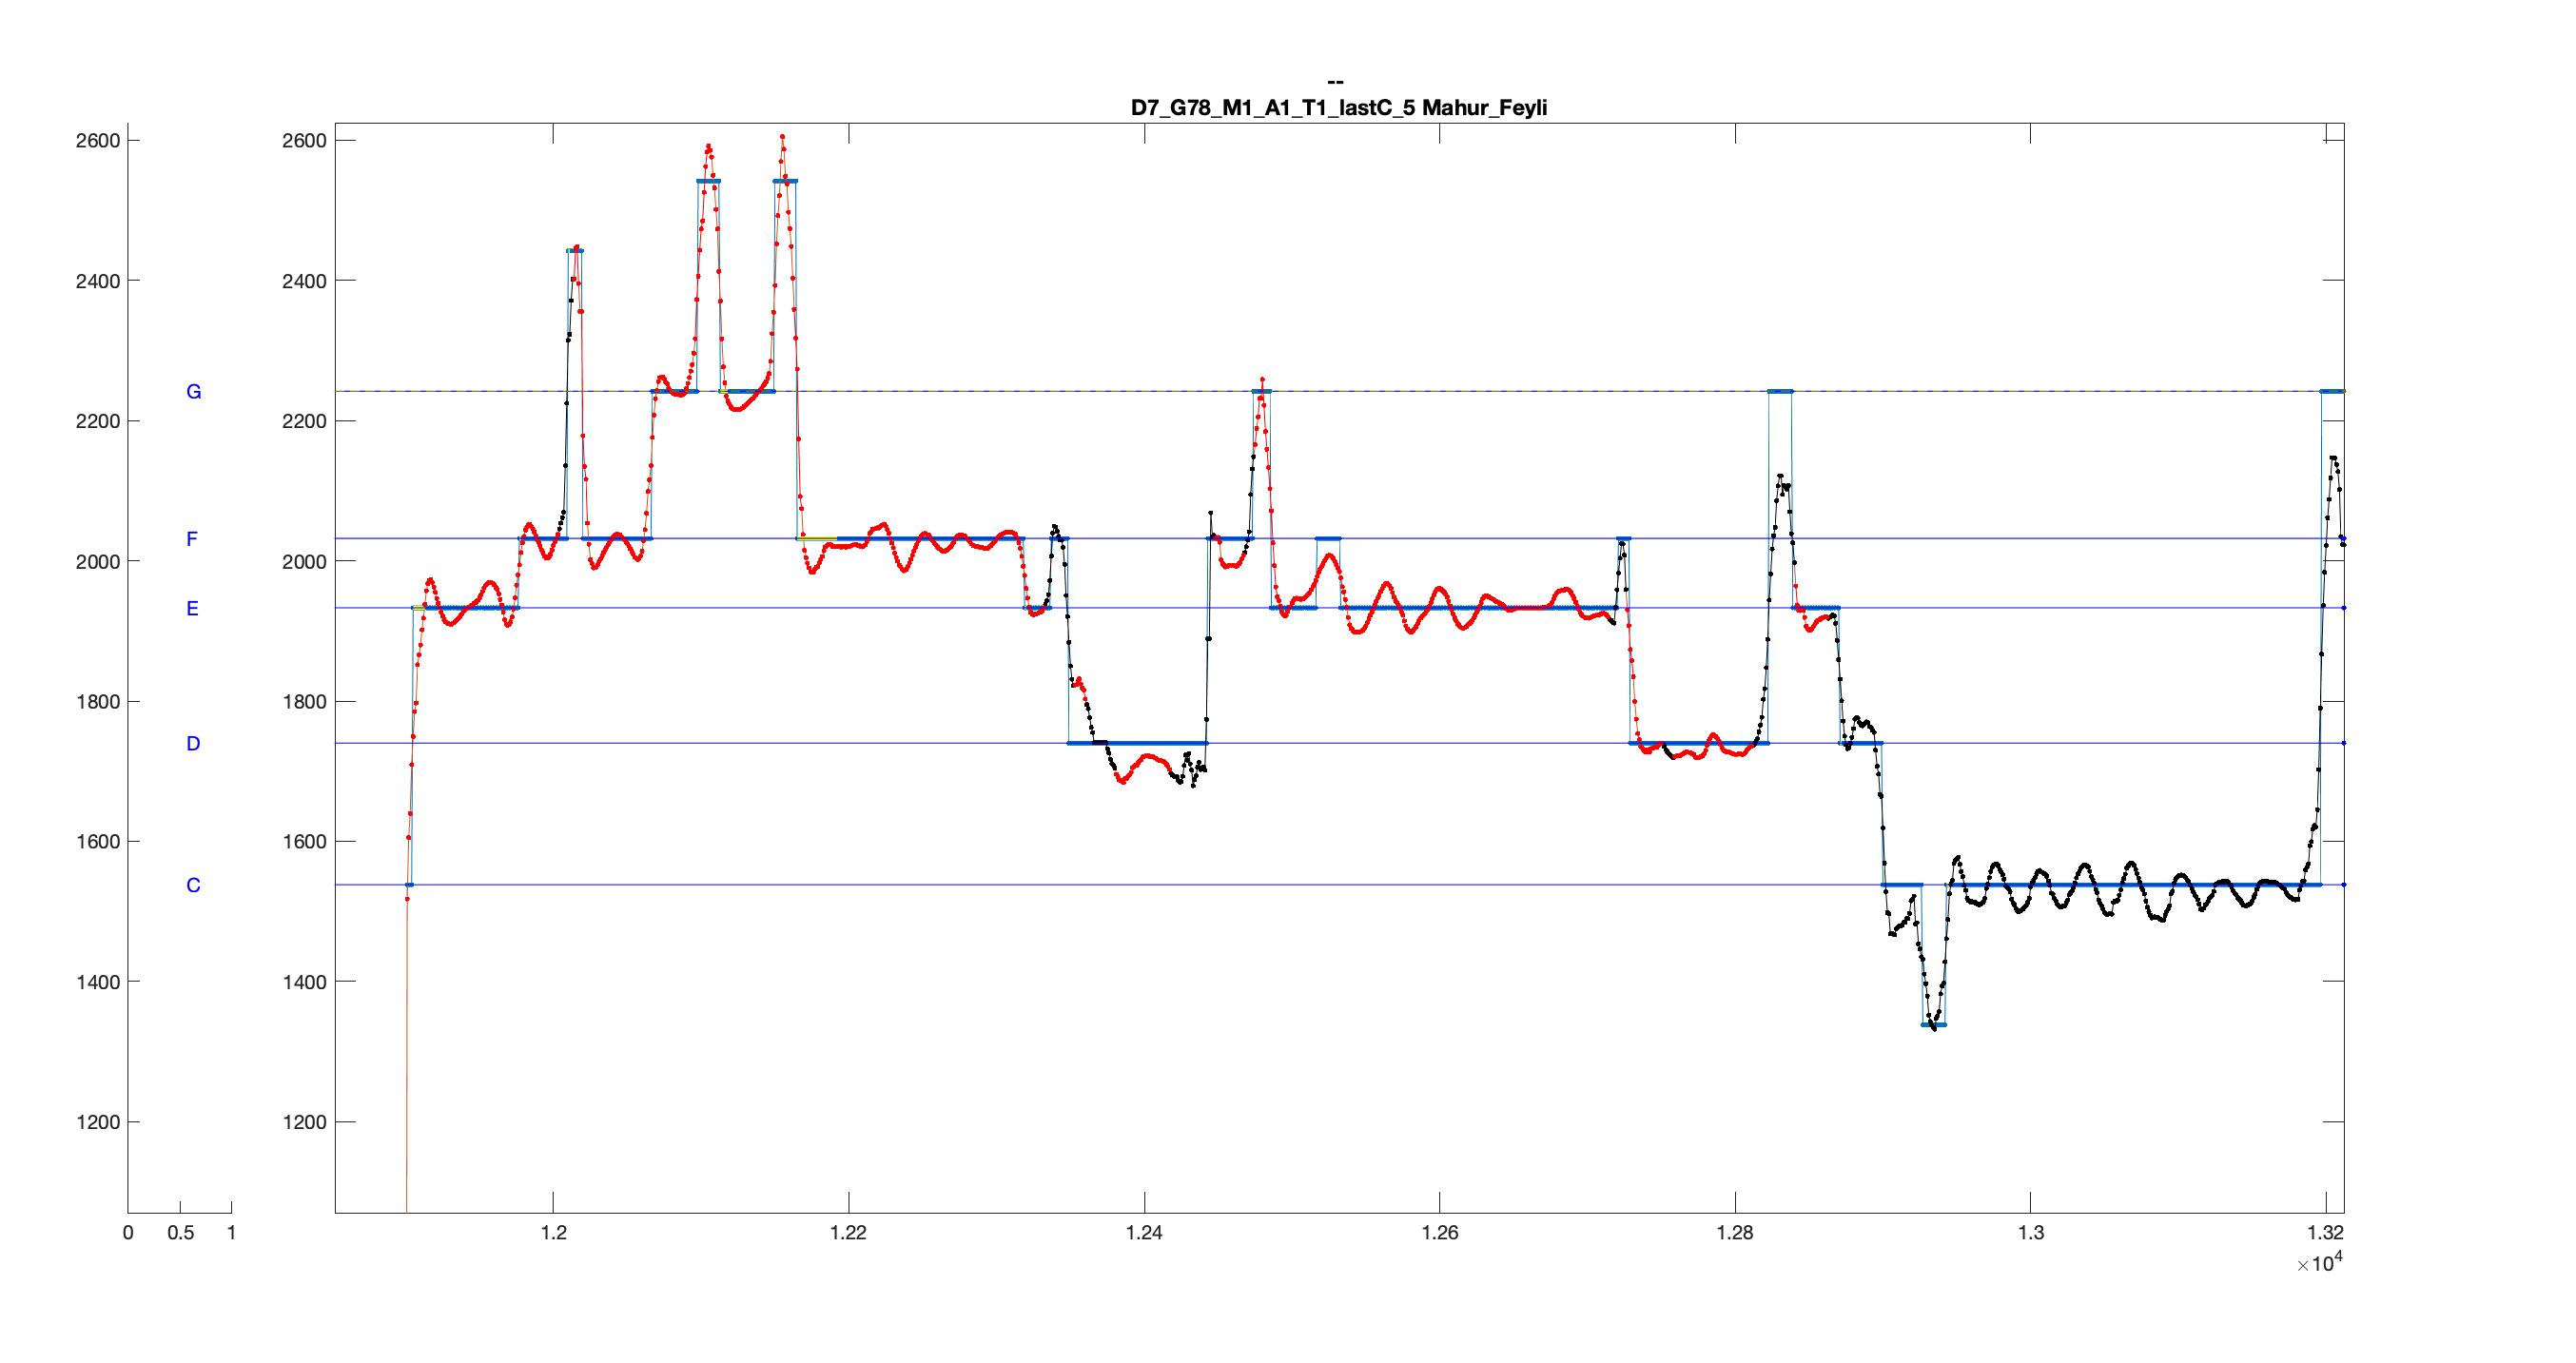 --
D7_G78_M1_A1_T1_lastC_5 Mahur_Feyli
2600 2600
2400 2400
G
2200 2200
F
2000 2000
E
1800 1800
D
1600 1600
C
1400 1400
1200 1200
0 0.5 1 1.2 1.22 1.24 1.26 1.28 1.3 1.32
×10⁴